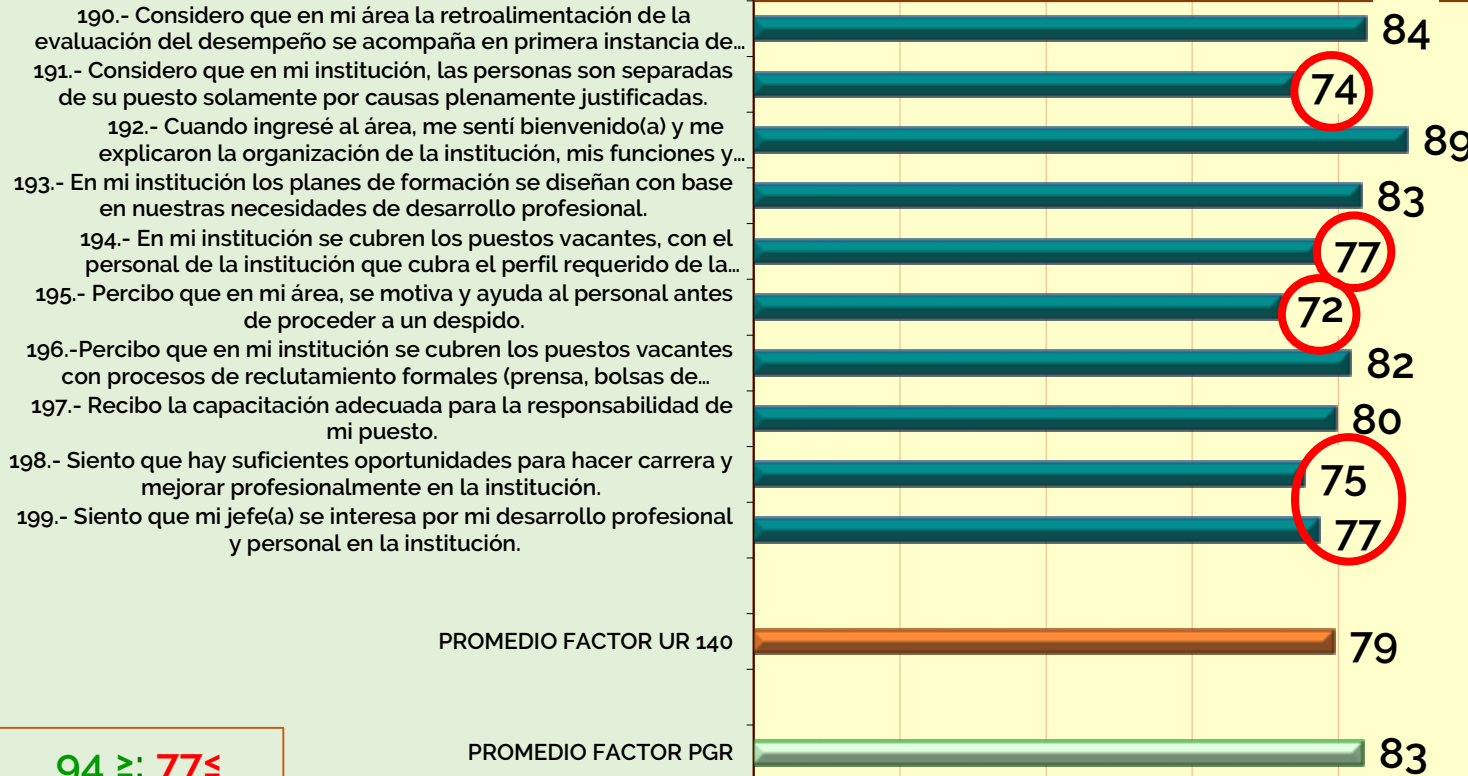 190.- Considero que en mi área la retroalimentación de la
evaluación del desempeño se acompaña en primera instancia de...
84
191.- Considero que en mi institución, las personas son separadas
de su puesto solamente por causas plenamente justificadas.
74
192.- Cuando ingresé al área, me sentí bienvenido(a) y me
explicaron la organización de la institución, mis funciones y...
89
193.- En mi institución los planes de formación se diseñan con base
en nuestras necesidades de desarrollo profesional.
83
194.- En mi institución se cubren los puestos vacantes, con el
personal de la institución que cubra el perfil requerido de la...
77
195.- Percibo que en mi área, se motiva y ayuda al personal antes
de proceder a un despido.
72
196.-Percibo que en mi institución se cubren los puestos vacantes
con procesos de reclutamiento formales (prensa, bolsas de...
82
197.- Recibo la capacitación adecuada para la responsabilidad de
mi puesto.
80
198.- Siento que hay suficientes oportunidades para hacer carrera y
mejorar profesionalmente en la institución.
75
199.- Siento que mi jefe(a) se interesa por mi desarrollo profesional
y personal en la institución.
77
PROMEDIO FACTOR UR 140
79
PROMEDIO FACTOR PGR
83
94 ≥; 77≤